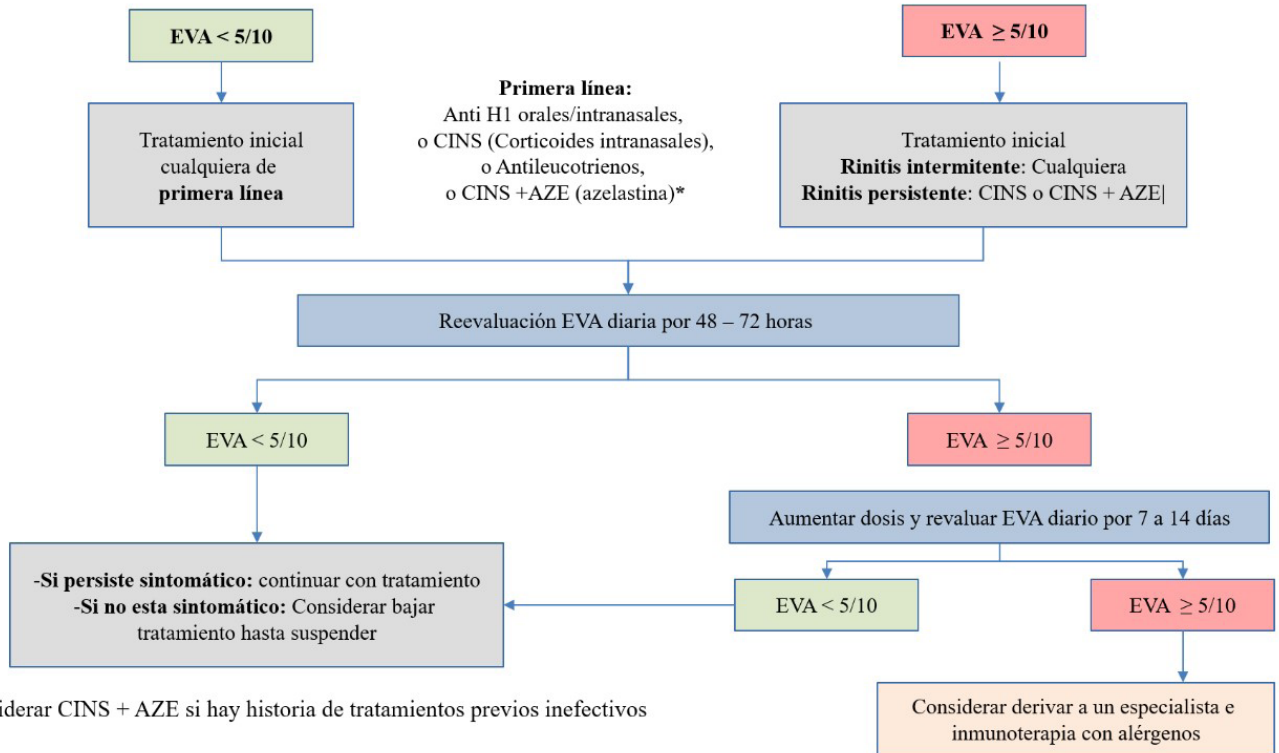 EVA < 5/10
EVA ≥ 5/10
Primera línea:
Anti H1 orales/intranasales,
o CINS (Corticoides intranasales),
o Antileucotrienos,
o CINS +AZE (azelastina)*
Tratamiento inicial
cualquiera de
primera línea
Tratamiento inicial
Rinitis intermitente: Cualquiera
Rinitis persistente: CINS o CINS + AZE|
Reevaluación EVA diaria por 48 – 72 horas
EVA < 5/10
EVA ≥ 5/10
Aumentar dosis y revaluar EVA diario por 7 a 14 días
-Si persiste sintomático: continuar con tratamiento
-Si no esta sintomático: Considerar bajar
tratamiento hasta suspender
EVA < 5/10
EVA ≥ 5/10
iderar CINS + AZE si hay historia de tratamientos previos inefectivos
Considerar derivar a un espécialista e
inmunoterapia con alérgenos